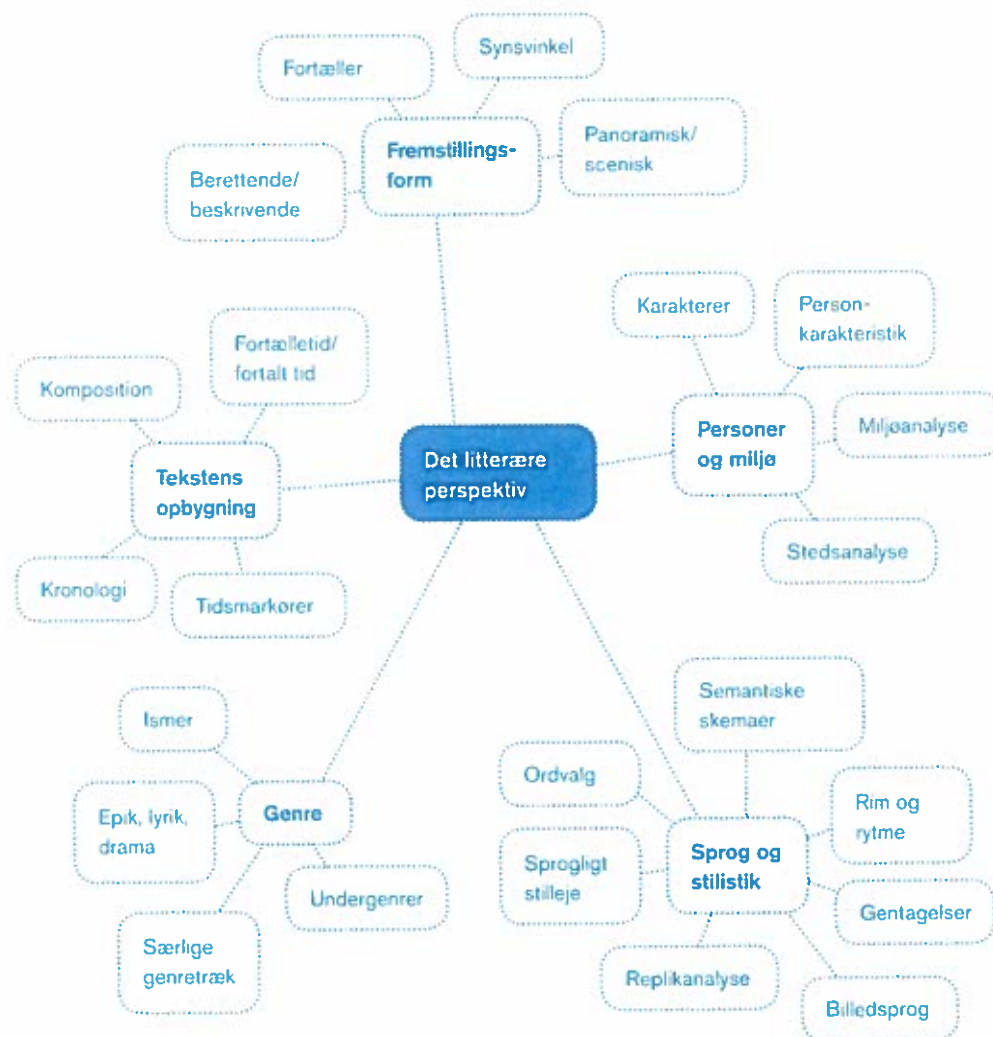 Synsvinkel
Fortæller
Fremstillings-
form
Panoramisk/
scenisk
Berettende/
beskrivende
Karakterer
Person-
karakteristik
Fortælletid/
fortalt tid
Komposition
Personer
og miljø
Miljøanalyse
Det litterære
perspektiv
Tekstens
opbygning
Stedsanalyse
Kronologi
Tidsmarkører
Semantiske
skemaer
Ismer
Ordvalg
Rim og
rytme
Epik, lyrik,
drama
Genre
Sprog og
stilistik
Sprogligt
stilleje
Undergenrer
Gentagelser
Særlige
genretræk
Replikanalyse
Billedsprog